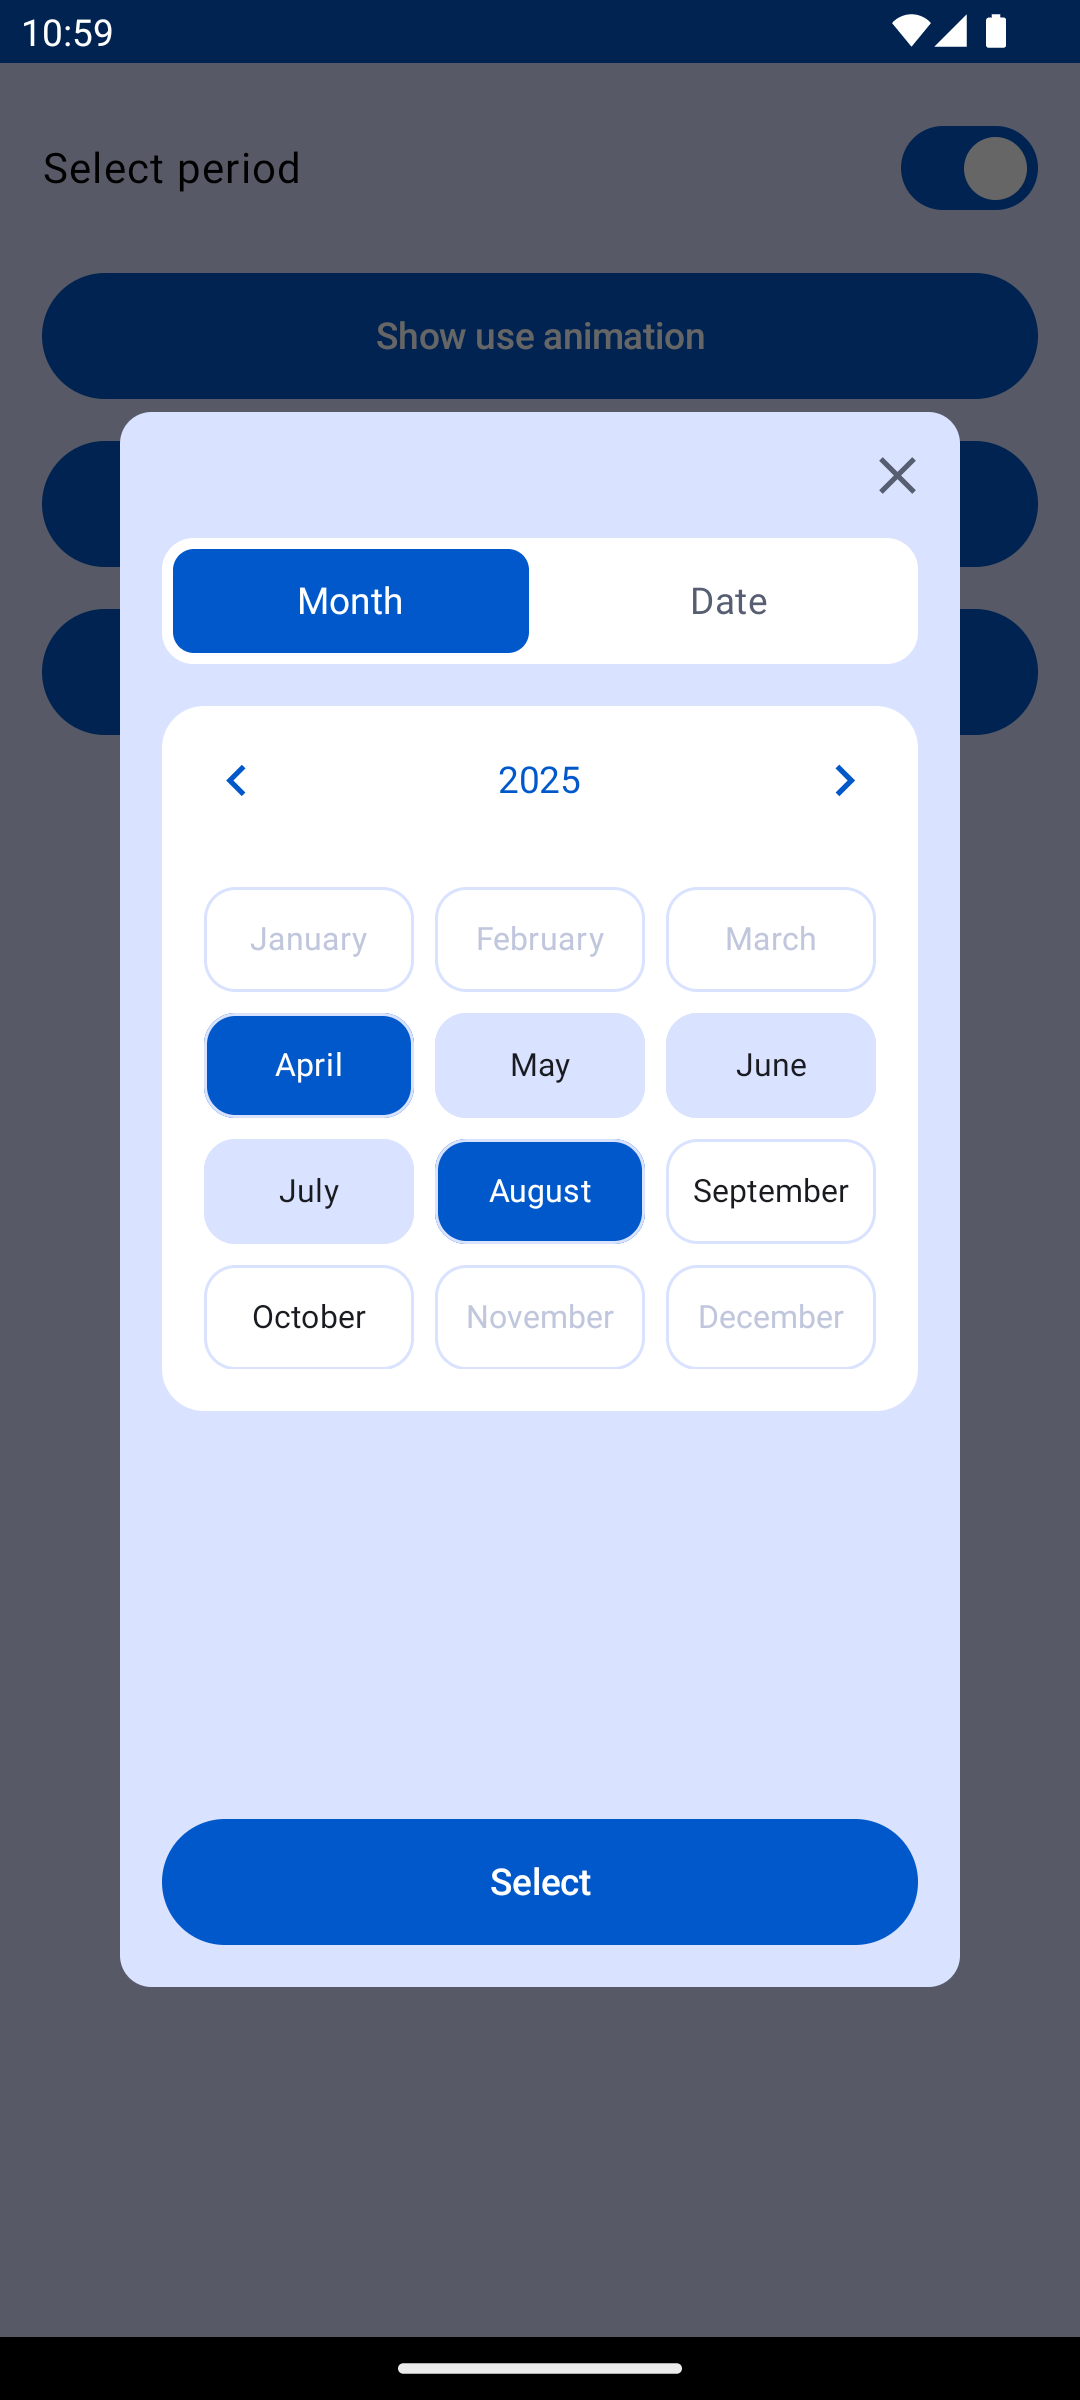 10:59
Select period
Show use animation
Month Date
2025
January February March
April May June
July August September
October November December
Select